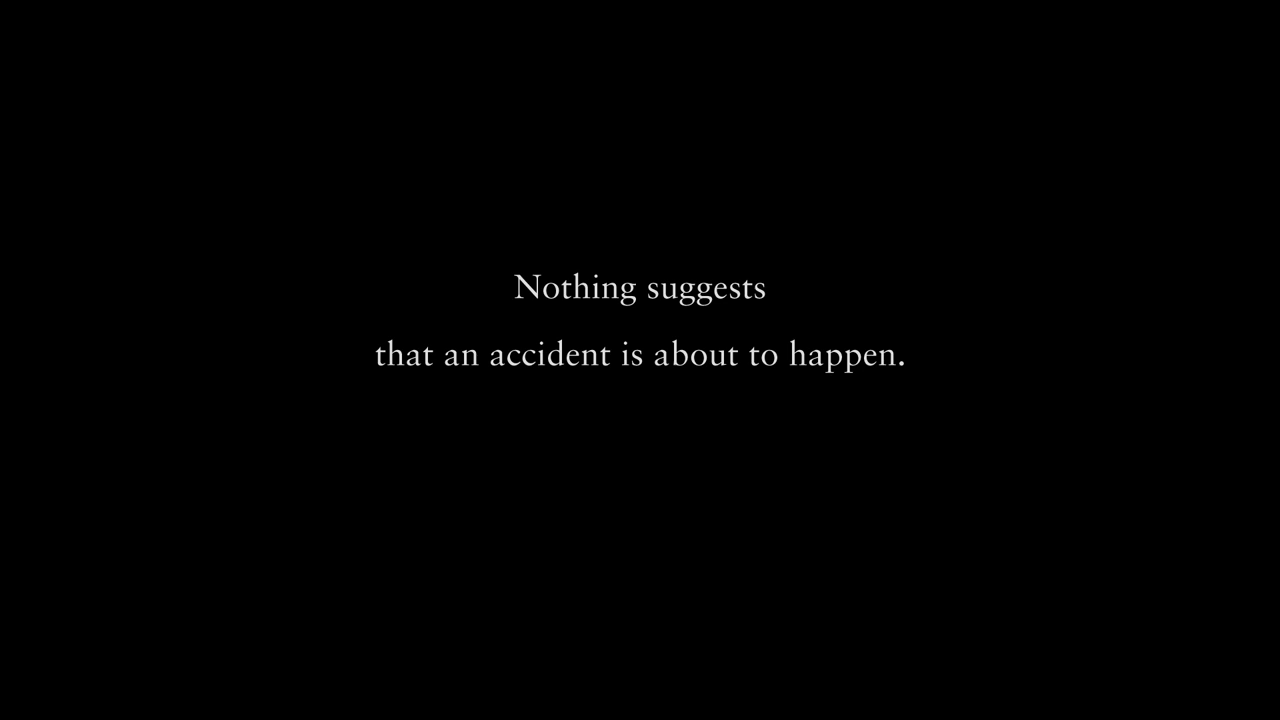 Nothing suggests
that an accident is about to happen.